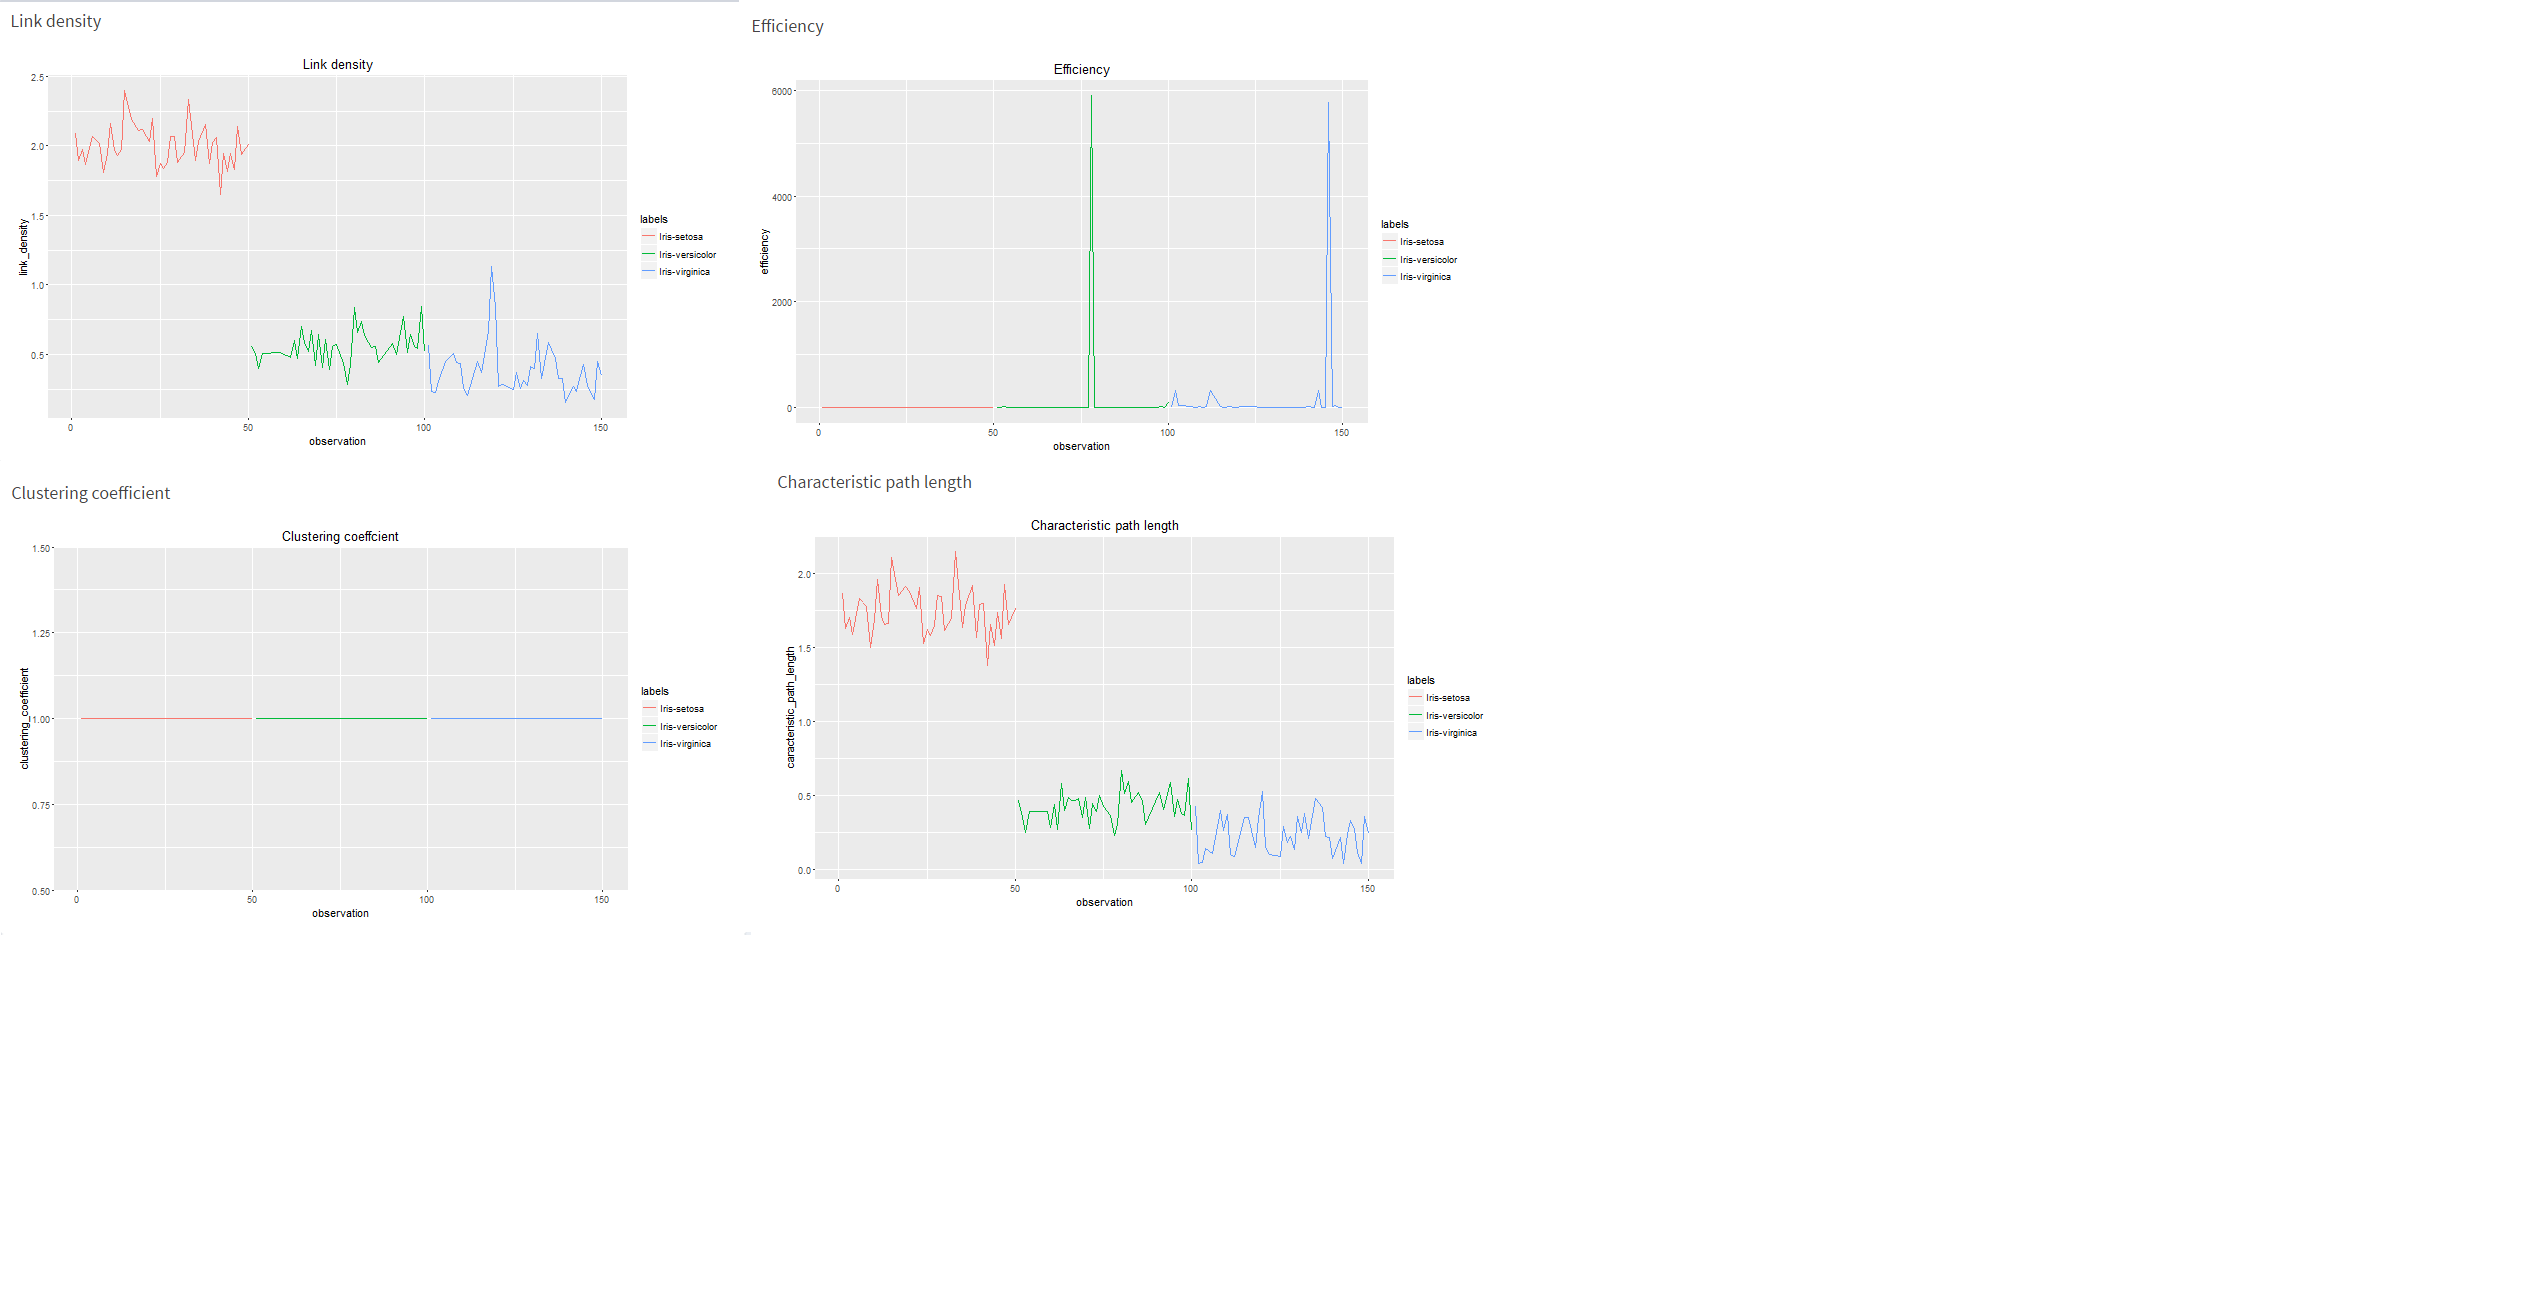 Link density
Link density
2.5
2.0
1.5
1.0
0.5
link_density
0
50
100
150
observation
labels
Iris-setosa
Iris-versicolor
Iris-virginica
Efficiency
Efficiency
6000
4000
2000
0
efficiency
0
50
100
150
observation
labels
Iris-setosa
Iris-versicolor
Iris-virginica
Clustering coefficient
Clustering coeffcient
1.50
1.25
1.00
0.75
0.50
clustering_coefficient
0
50
100
150
observation
labels
Iris-setosa
Iris-versicolor
Iris-virginica
Characteristic path length
Characteristic path length
2.0
1.5
1.0
0.5
0.0
caracteristic_path_length
0
50
100
150
observation
labels
Iris-setosa
Iris-versicolor
Iris-virginica